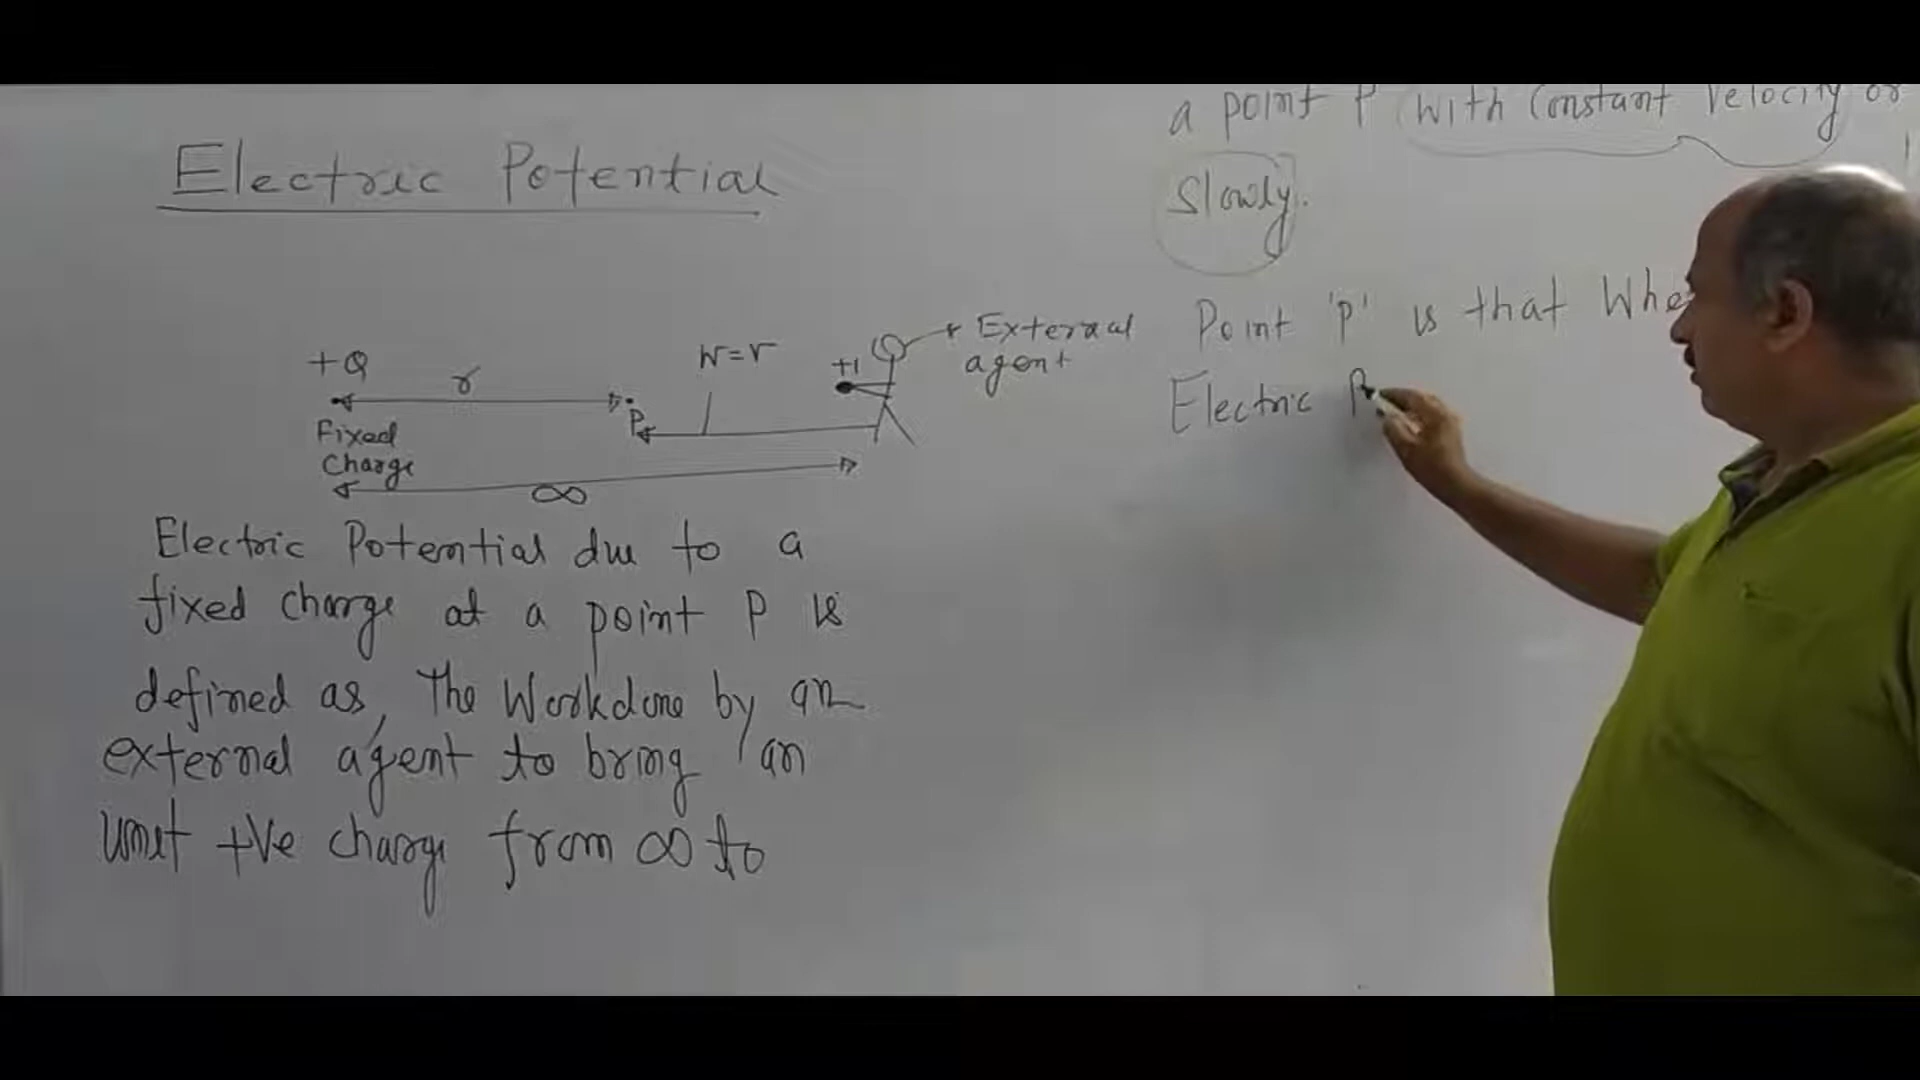 Electric Potential
+Q
r
W=V
+1
External
agent
P
Fixed
Charge
∞
Electric Potential due to a
fixed charge at a point P is
defined as, The Workdone by an
external agent to bring an
unit +ve charge from ∞ to
a point P with Constant Velocity or
Slowly.
Point 'P' is that Whe
Electric P